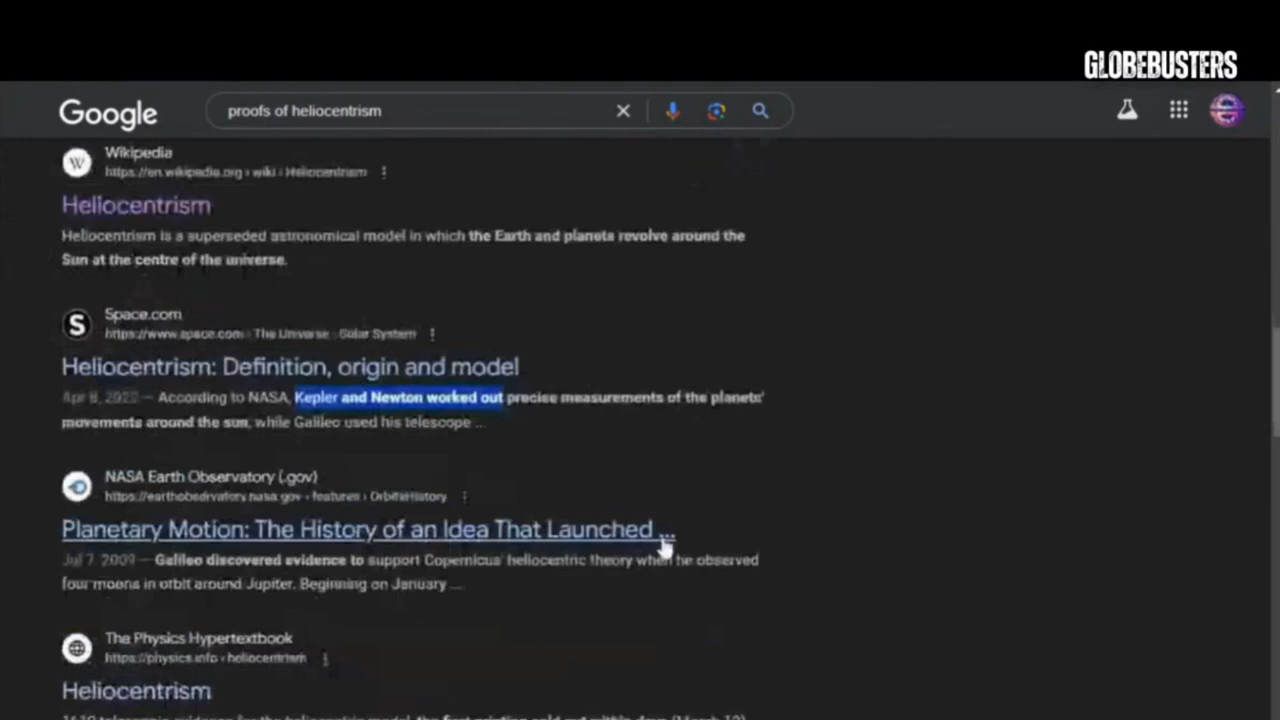 GLOBEBUSTERS
Google
proofs of heliocentrism
Wikipedia
https://en.wikipedia.org › wiki › Heliocentrism
Heliocentrism
Heliocentrism is a superseded astronomical model in which the Earth and planets revolve around the
Sun at the centre of the universe.
Space.com
https://www.space.com › The Universe › Solar System
Heliocentrism: Definition, origin and model
Apr 8, 2022 — According to NASA, Kepler and Newton worked out precise measurements of the planets'
movements around the sun, while Galileo used his telescope ...
NASA Earth Observatory (.gov)
https://earthobservatory.nasa.gov › features › OrbitsHistory
Planetary Motion: The History of an Idea That Launched ...
Jul 7, 2009 — Galileo discovered evidence to support Copernicus' heliocentric theory when he observed
four moons in orbit around Jupiter. Beginning on January ...
The Physics Hypertextbook
https://physics.info › heliocentrism
Heliocentrism